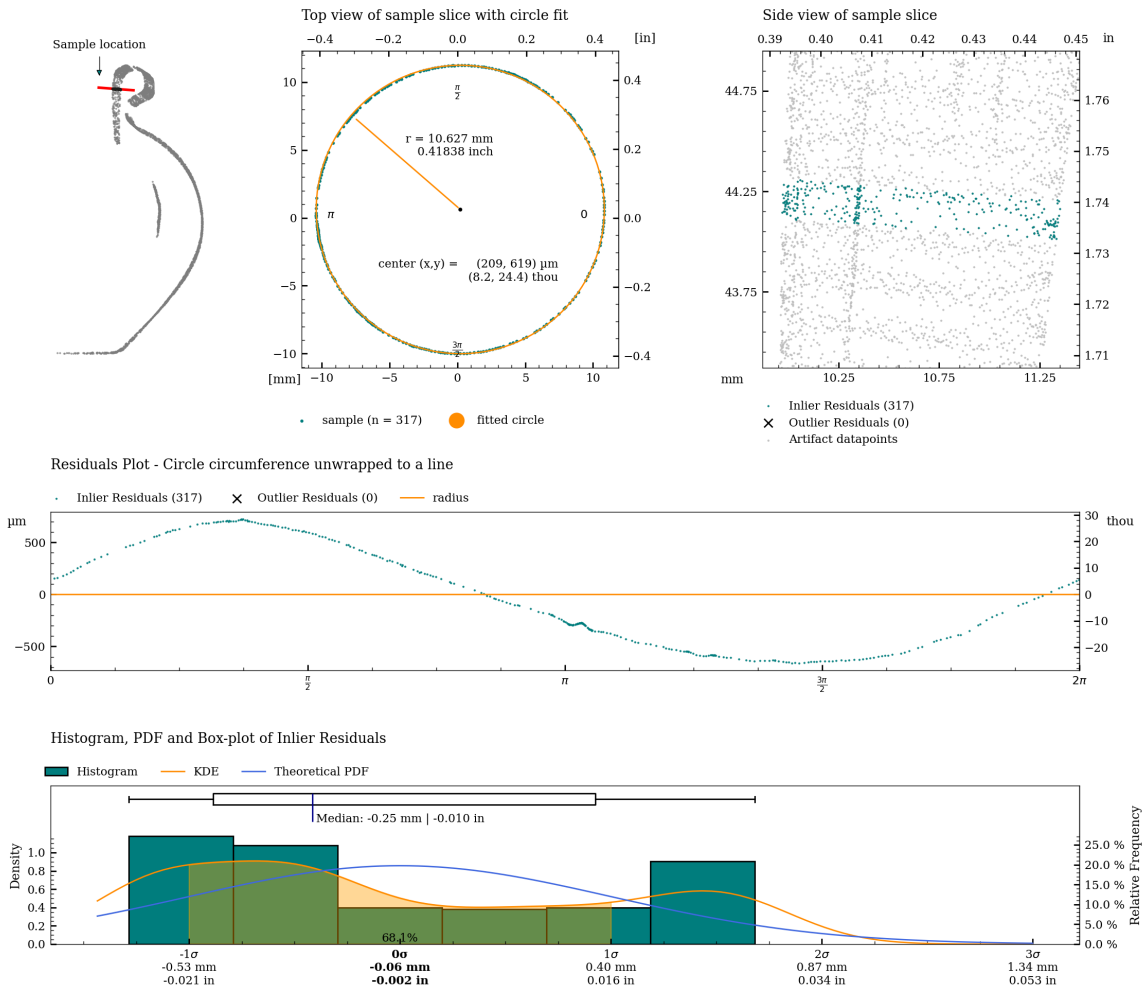 Sample location
Top view of sample slice with circle fit
−0.4 −0.2 0.0 0.2 0.4 [in]
10
5
0
−5
−10
0.4
0.2
0.0
−0.2
−0.4
π/2
π
0
3π/2
r = 10.627 mm
0.41838 inch
center (x,y) = (209, 619) µm
(8.2, 24.4) thou
[mm] −10 −5 0 5 10
sample (n = 317) fitted circle
Side view of sample slice
0.39 0.40 0.41 0.42 0.43 0.44 0.45 in
44.75
44.25
43.75
1.76
1.75
1.74
1.73
1.72
1.71
mm 10.25 10.75 11.25
Inlier Residuals (317)
Outlier Residuals (0)
Artifact datapoints
Residuals Plot - Circle circumference unwrapped to a line
Inlier Residuals (317) Outlier Residuals (0) radius
µm
500
0
−500
thou
30
20
10
0
−10
−20
0 π/2 π 3π/2 2π
Histogram, PDF and Box-plot of Inlier Residuals
Histogram KDE Theoretical PDF
Median: -0.25 mm | -0.010 in
Density
1.0
0.8
0.6
0.4
0.2
0.0
Relative Frequency
25.0 %
20.0 %
15.0 %
10.0 %
5.0 %
0.0 %
68.1%
-1σ 0σ 1σ 2σ 3σ
-0.53 mm -0.06 mm 0.40 mm 0.87 mm 1.34 mm
-0.021 in -0.002 in 0.016 in 0.034 in 0.053 in